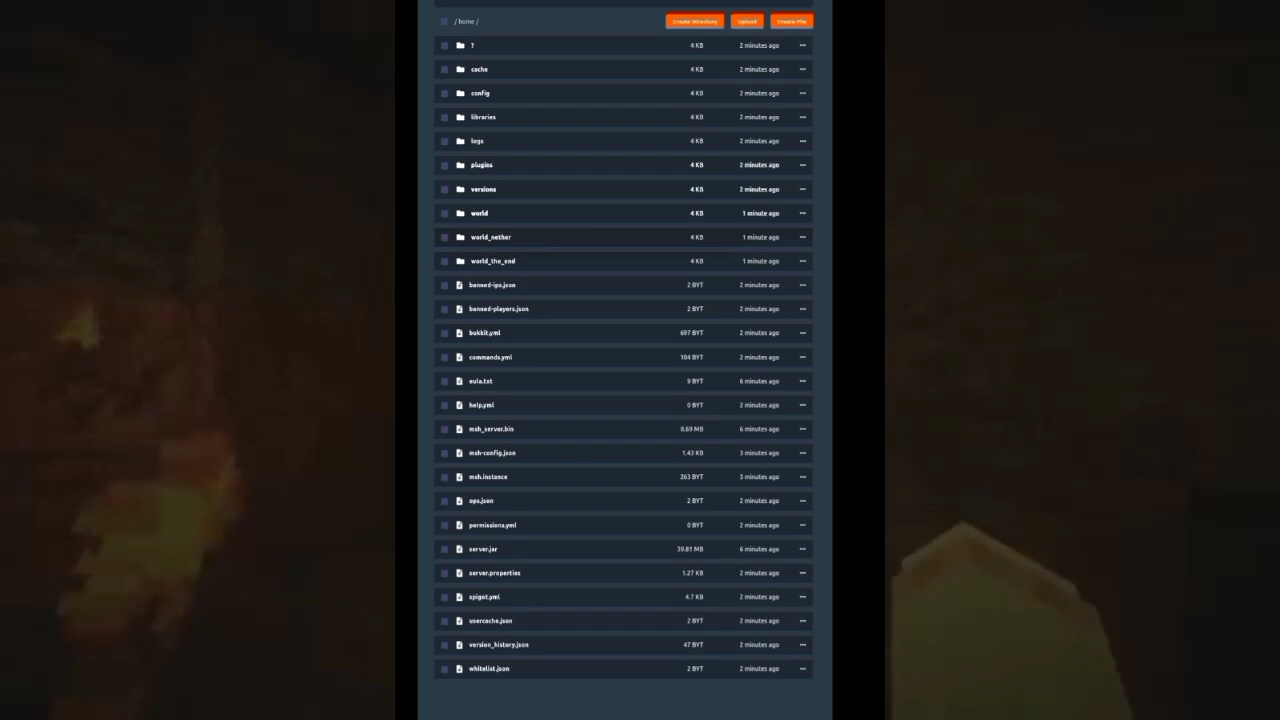 / home / Create Directory Upload Create File
? 4 KB 2 minutes ago
cache 4 KB 2 minutes ago
config 4 KB 2 minutes ago
libraries 4 KB 2 minutes ago
logs 4 KB 2 minutes ago
plugins 4 KB 2 minutes ago
versions 4 KB 2 minutes ago
world 4 KB 1 minute ago
world_nether 4 KB 1 minute ago
world_the_end 4 KB 1 minute ago
banned-ips.json 2 BYT 2 minutes ago
banned-players.json 2 BYT 2 minutes ago
bukkit.yml 697 BYT 2 minutes ago
commands.yml 104 BYT 2 minutes ago
eula.txt 9 BYT 6 minutes ago
help.yml 0 BYT 2 minutes ago
msh_server.bin 8.69 MB 6 minutes ago
msh-config.json 1.43 KB 3 minutes ago
msh.instance 263 BYT 3 minutes ago
ops.json 2 BYT 2 minutes ago
permissions.yml 0 BYT 2 minutes ago
server.jar 39.81 MB 6 minutes ago
server.properties 1.27 KB 2 minutes ago
spigot.yml 4.7 KB 2 minutes ago
usercache.json 2 BYT 2 minutes ago
version_history.json 47 BYT 2 minutes ago
whitelist.json 2 BYT 2 minutes ago